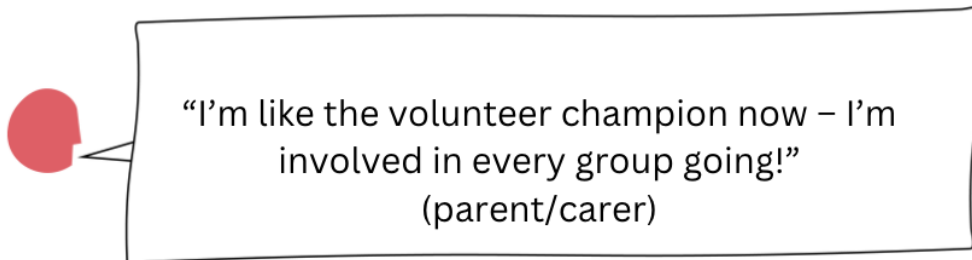 “I’m like the volunteer champion now – I’m
involved in every group going!”
(parent/carer)